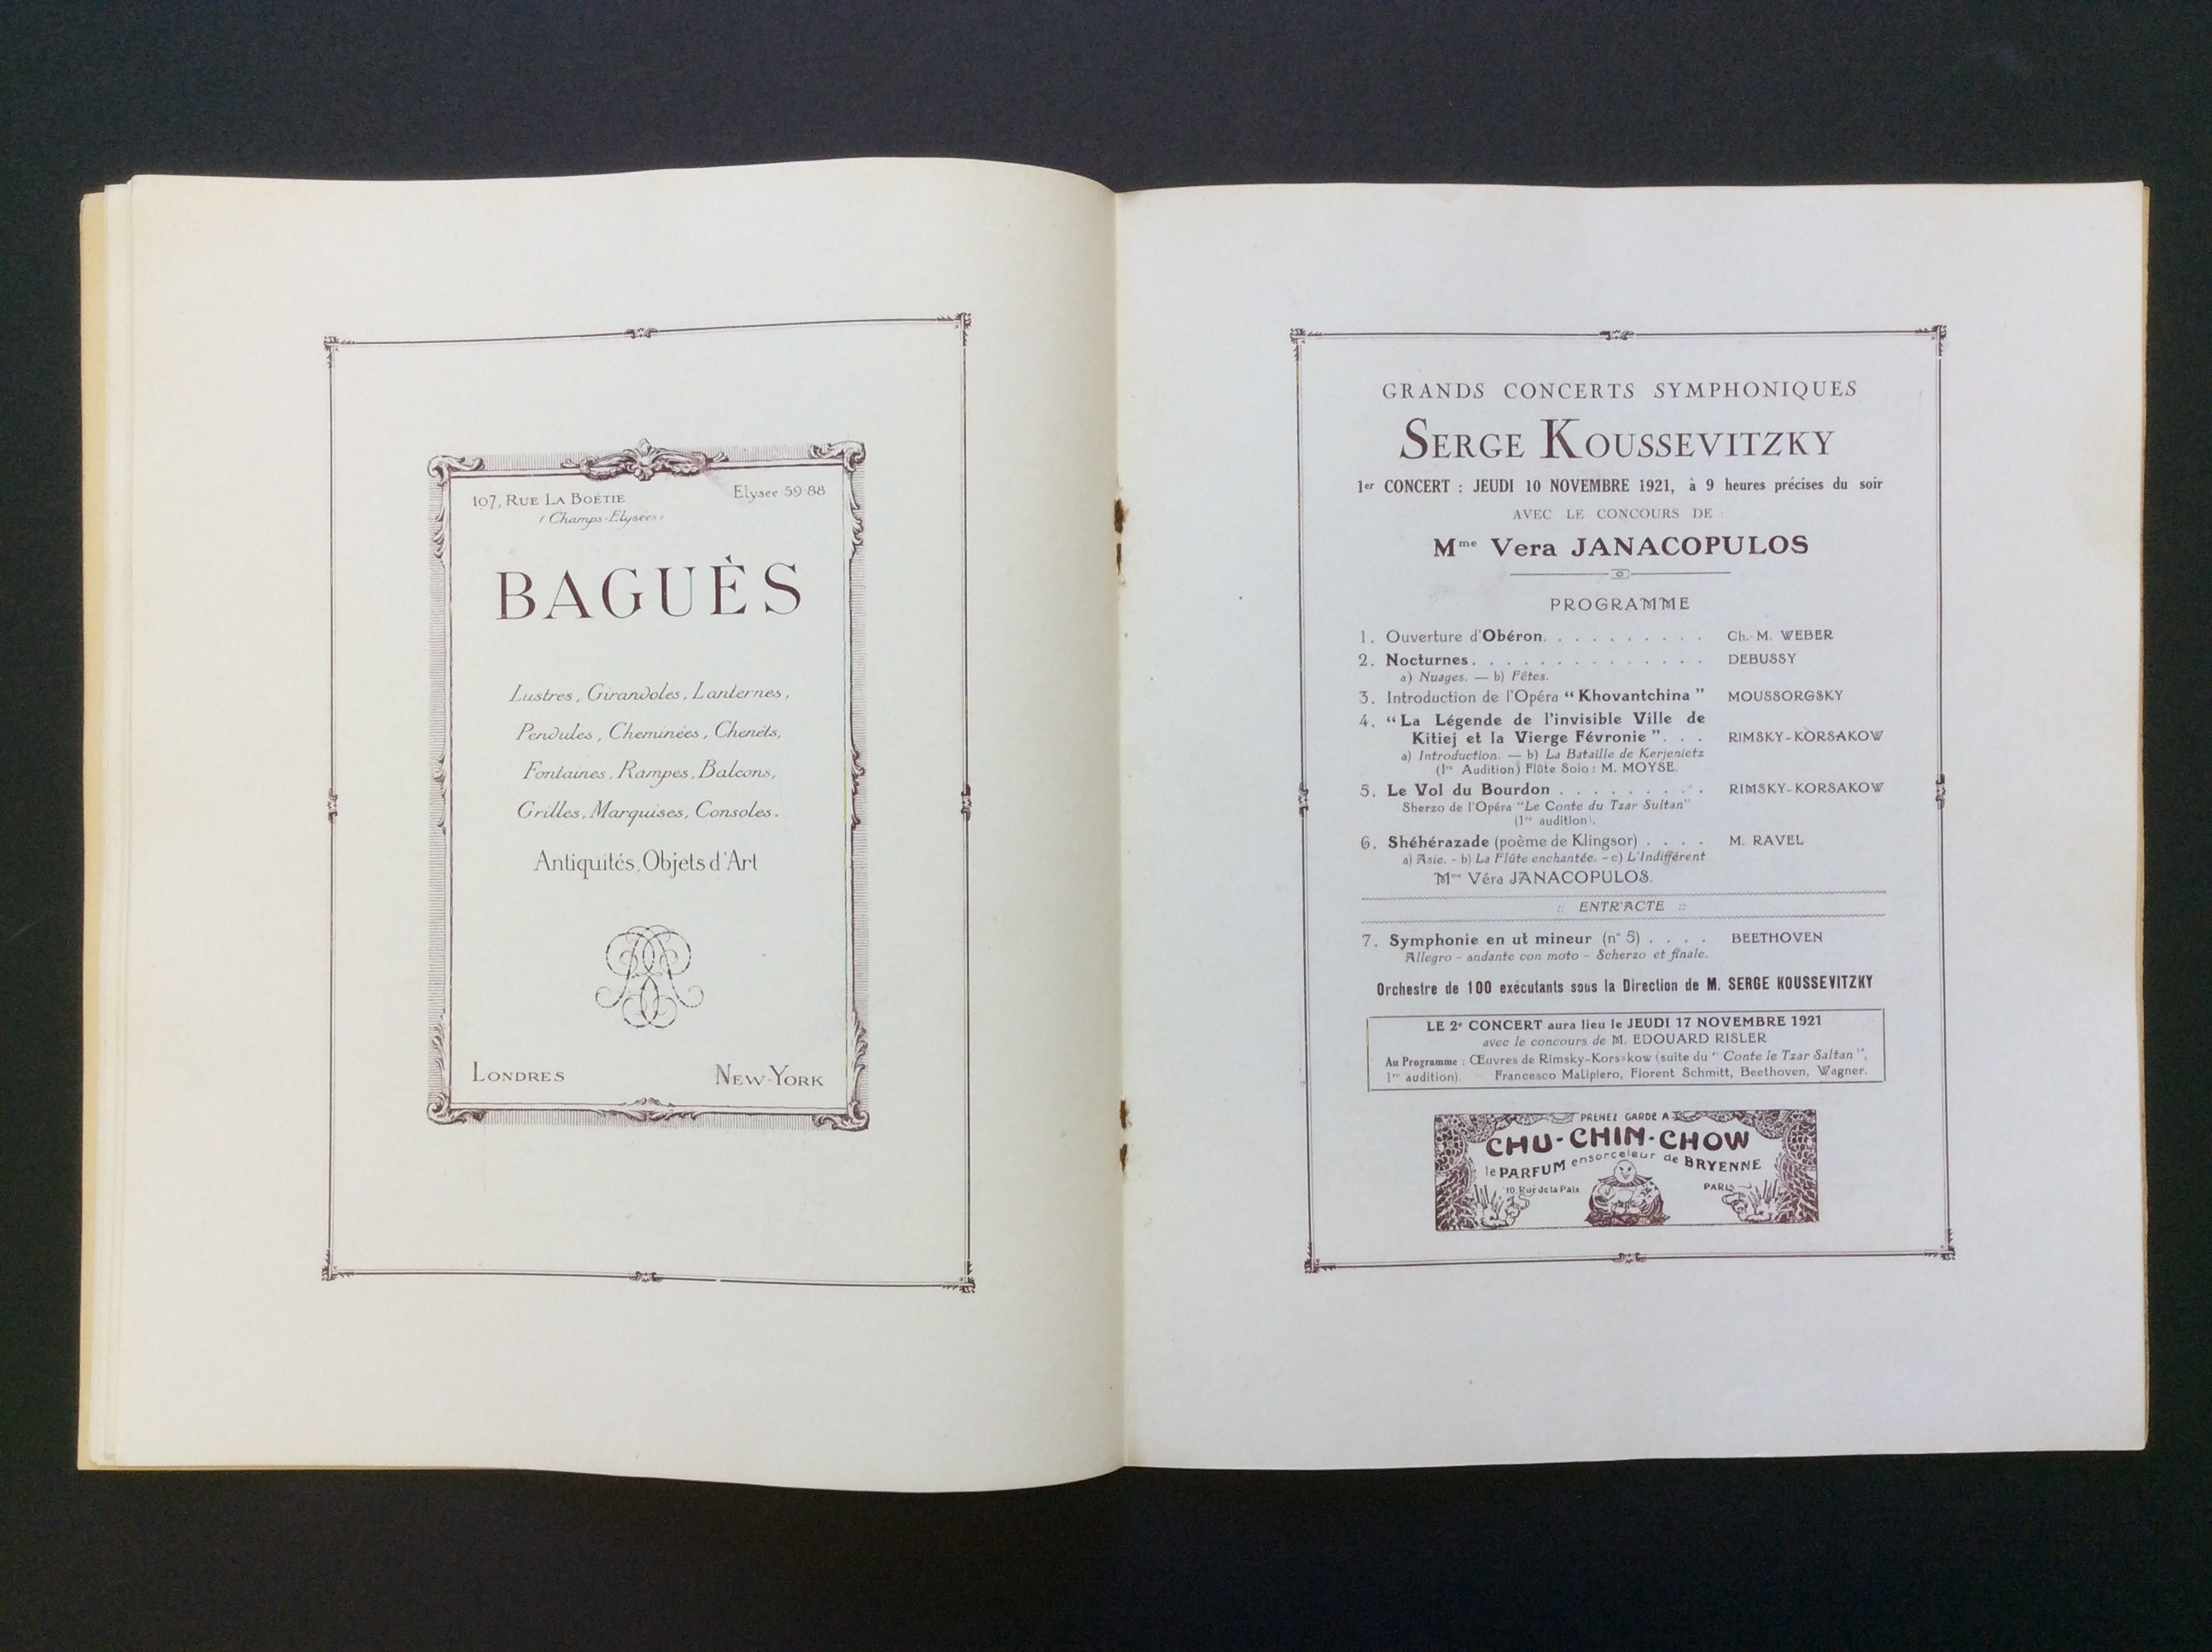 107, RUE LA BOËTIE
(Champs-Elysées)
Elysee 59-88
BAGUÈS
Lustres, Girandoles, Lanternes,
Pendules, Cheminées, Chenêts,
Fontaines, Rampes, Balcons,
Grilles, Marquises, Consoles.
Antiquités, Objets d'Art
LONDRES NEW-YORK
GRANDS CONCERTS SYMPHONIQUES
SERGE KOUSSEVITZKY
1er CONCERT : JEUDI 10 NOVEMBRE 1921, à 9 heures précises du soir
AVEC LE CONCOURS DE
Mme Vera JANACOPULOS
PROGRAMME
1. Ouverture d'Obéron. . . . . . . . . . Ch.-M. WEBER
2. Nocturnes. . . . . . . . . . . . . . DEBUSSY
a) Nuages. — b) Fêtes.
3. Introduction de l'Opéra “Khovantchina” MOUSSORGSKY
4. “La Légende de l'invisible Ville de
Kitiej et la Vierge Févronie”. . . RIMSKY-KORSAKOW
a) Introduction. — b) La Bataille de Kerjenietz
(1re Audition) Flûte Solo : M. MOYSE.
5. Le Vol du Bourdon . . . . . . . . . RIMSKY-KORSAKOW
Sherzo de l'Opéra “Le Conte du Tzar Sultan”
(1re audition).
6. Shéhérazade (poème de Klingsor) . . . . M. RAVEL
a) Asie. - b) La Flûte enchantée. - c) L'Indifférent
Mme Véra JANACOPULOS.
:: ENTR'ACTE ::
7. Symphonie en ut mineur (n° 5) . . . . BEETHOVEN
Allegro - andante con moto - Scherzo et finale.
Orchestre de 100 exécutants sous la Direction de M. SERGE KOUSSEVITZKY
LE 2e CONCERT aura lieu le JEUDI 17 NOVEMBRE 1921
avec le concours de M. EDOUARD RISLER
Au Programme : Œuvres de Rimsky-Korsakow (suite du “Conte le Tzar Saltan”,
1re audition). — Francesco Malipiero, Florent Schmitt, Beethoven, Wagner.
PRENEZ GARDE A
CHU-CHIN-CHOW
le PARFUM ensorceleur de BRYENNE
10, Rue de la Paix PARIS